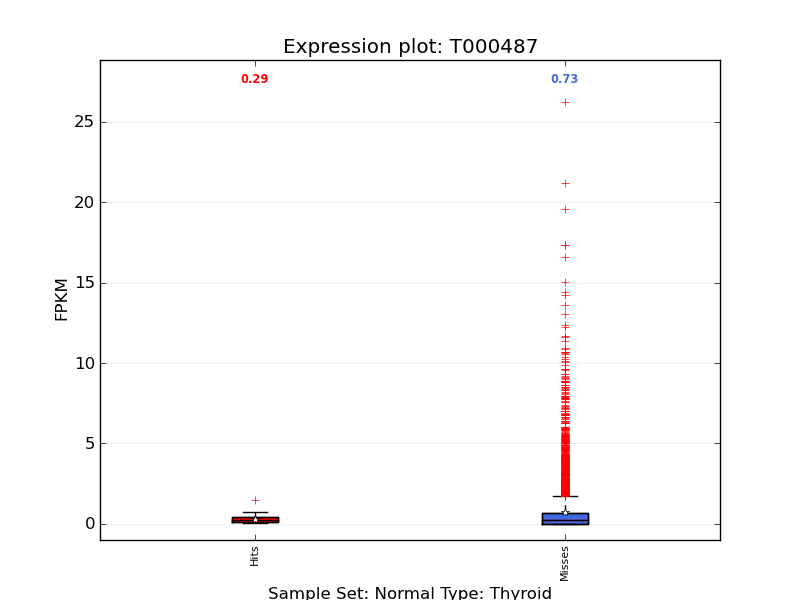 Expression plot: T000487
0.29
0.73
25
20
15
10
5
0
FPKM
Hits
Misses
Sample Set: Normal Type: Thyroid